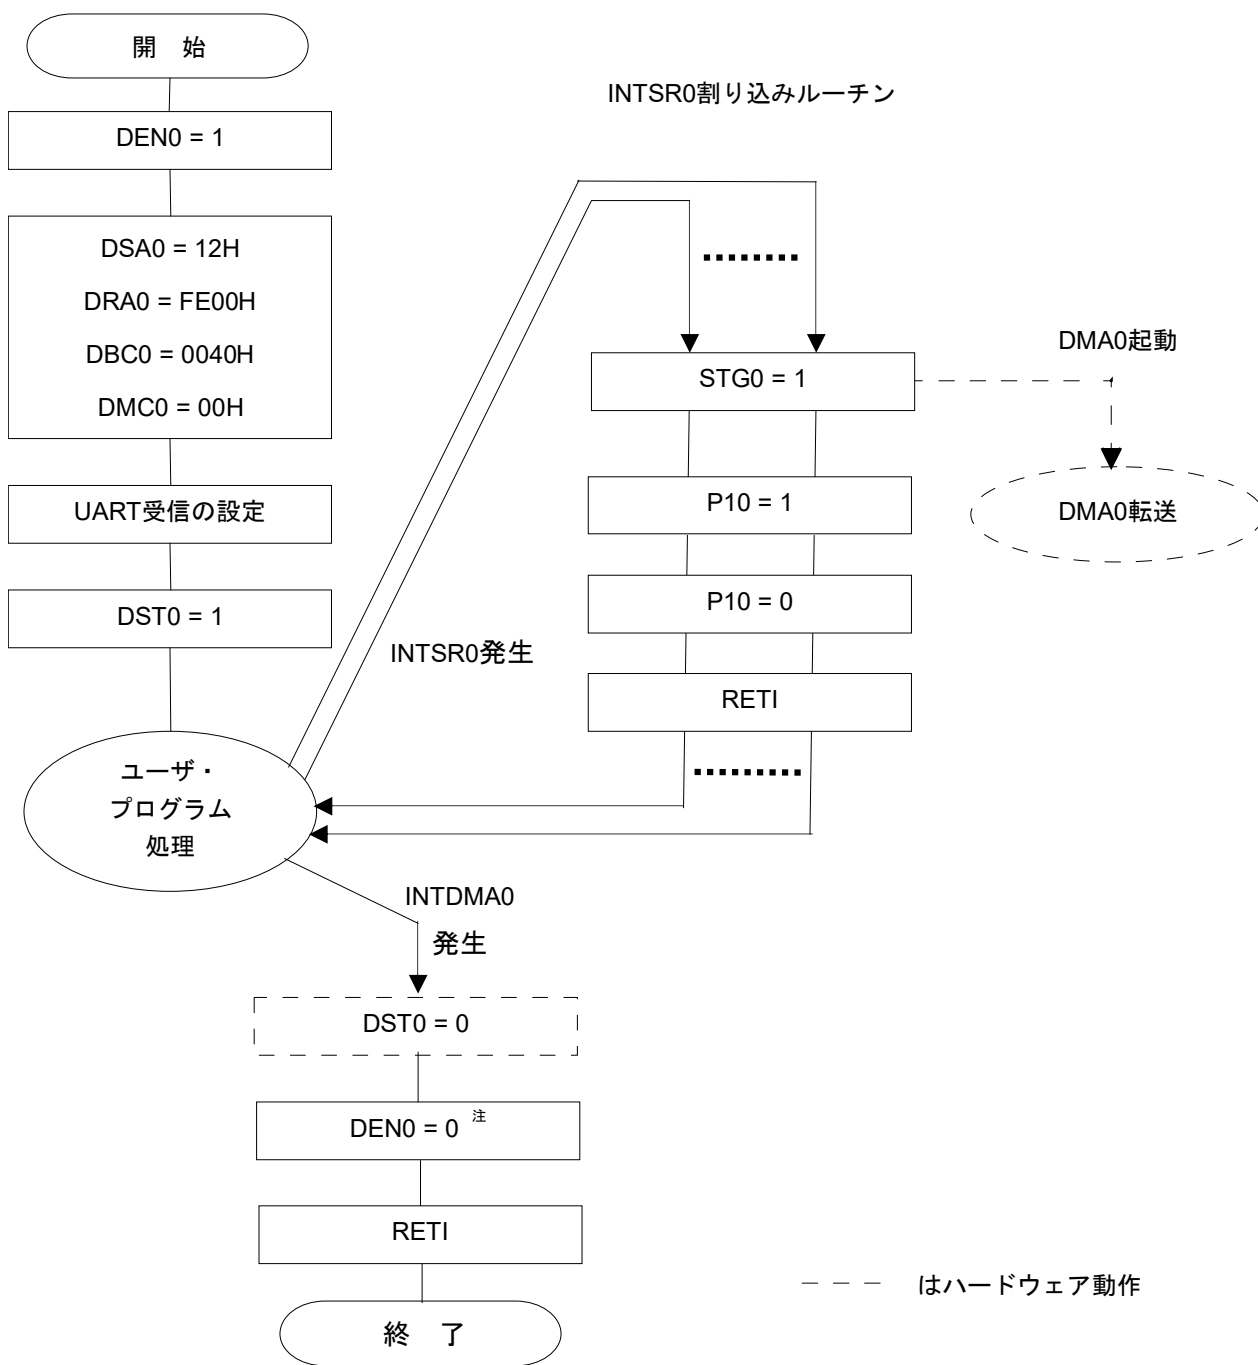 開 始
DEN0 = 1
DSA0 = 12H
DRA0 = FE00H
DBC0 = 0040H
DMC0 = 00H
UART受信の設定
DST0 = 1
ユーザ・
プログラム
処理
INTSR0発生
INTSR0割り込みルーチン
STG0 = 1
P10 = 1
P10 = 0
RETI
DMA0起動
DMA0転送
INTDMA0
発生
DST0 = 0
DEN0 = 0 注
RETI
終 了
はハードウェア動作